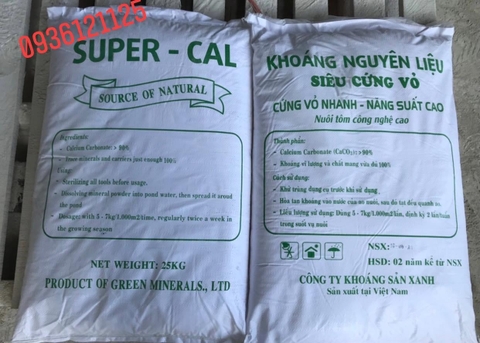 0936121125
SUPER - CAL
SOURCE OF NATURAL
Ingredients:
- Calcium Carbonate: ≥ 90%
- Trace minerals and carriers just enough 100%
Usage:
- Sterilizing all tools before usage.
- Dissolving mineral powder into pond water, then spread it around
the pond
- Dosage: with 5 - 7kg/1,000m2/time, regularly twice a week in
the growing season
NET WEIGHT: 25KG
PRODUCT OF GREEN MINERALS., LTD
KHOÁNG NGUYÊN LIỆU
SIÊU CỨNG VỎ
CỨNG VỎ NHANH - NĂNG SUẤT CAO
Nuôi tôm công nghệ cao
Thành phần:
- Calcium Carbonate (CaCO3): ≥ 90%
- Khoáng vi lượng và chất mang vừa đủ 100%
Cách sử dụng:
- Khử trùng dụng cụ trước khi sử dụng.
- Hòa tan khoáng vào nước của ao nuôi, sau đó tạt đều quanh ao.
- Liều lượng sử dụng: Dùng 5 - 7kg/1,000m2/lần, định kỳ 2 lần/tuần
trong suốt vụ nuôi
NSX:
HSD: 02 năm kể từ NSX
CÔNG TY KHOÁNG SẢN XANH
Sản xuất tại Việt Nam